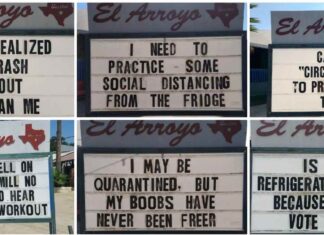 EALIZED
RASH
OUT
AN ME
El Arroyo
I NEED TO
PRACTICE SOME
SOCIAL DISTANCING
FROM THE FRIDGE
El Arroyo
CA
"CIRC
TO PR
T
ELL ON
MILL NO
D HEAR
WORKOUT
El Arroyo
I MAY BE
QUARANTINED, BUT
MY BOOBS HAVE
NEVER BEEN FREER
El Arroyo
IS
REFRIGERAT
BECAUSE
VOTE